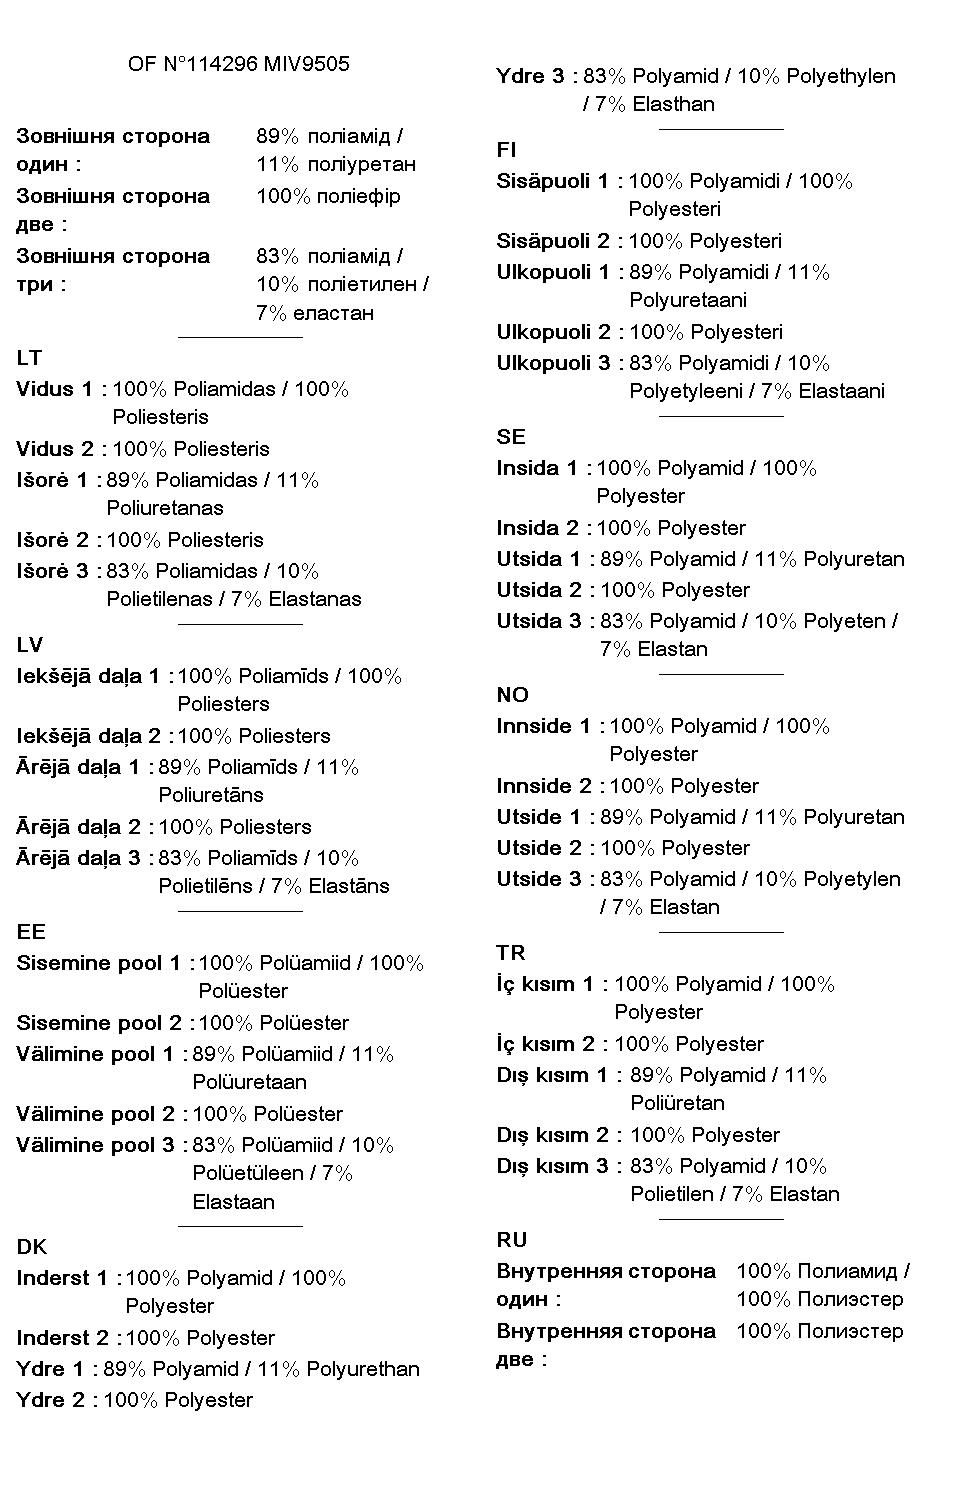 OF N°114296 MIV9505
Зовнішня сторона 89% поліамід /
один : 11% поліуретан
Зовнішня сторона 100% поліефір
две :
Зовнішня сторона 83% поліамід /
три : 10% поліетилен /
7% еластан
LT
Vidus 1 : 100% Poliamidas / 100%
Poliesteris
Vidus 2 : 100% Poliesteris
Išorė 1 : 89% Poliamidas / 11%
Poliuretanas
Išorė 2 : 100% Poliesteris
Išorė 3 : 83% Poliamidas / 10%
Polietilenas / 7% Elastanas
LV
Iekšējā daļa 1 : 100% Poliamīds / 100%
Poliesters
Iekšējā daļa 2 : 100% Poliesters
Ārējā daļa 1 : 89% Poliamīds / 11%
Poliuretāns
Ārējā daļa 2 : 100% Poliesters
Ārējā daļa 3 : 83% Poliamīds / 10%
Polietilēns / 7% Elastāns
EE
Sisemine pool 1 : 100% Polüamiid / 100%
Polüester
Sisemine pool 2 : 100% Polüester
Välimine pool 1 : 89% Polüamiid / 11%
Polüuretaan
Välimine pool 2 : 100% Polüester
Välimine pool 3 : 83% Polüamiid / 10%
Polüetüleen / 7%
Elastaan
DK
Inderst 1 : 100% Polyamid / 100%
Polyester
Inderst 2 : 100% Polyester
Ydre 1 : 89% Polyamid / 11% Polyurethan
Ydre 2 : 100% Polyester
Ydre 3 : 83% Polyamid / 10% Polyethylen
/ 7% Elasthan
FI
Sisäpuoli 1 : 100% Polyamidi / 100%
Polyesteri
Sisäpuoli 2 : 100% Polyesteri
Ulkopuoli 1 : 89% Polyamidi / 11%
Polyuretaani
Ulkopuoli 2 : 100% Polyesteri
Ulkopuoli 3 : 83% Polyamidi / 10%
Polyetyleeni / 7% Elastaani
SE
Insida 1 : 100% Polyamid / 100%
Polyester
Insida 2 : 100% Polyester
Utsida 1 : 89% Polyamid / 11% Polyuretan
Utsida 2 : 100% Polyester
Utsida 3 : 83% Polyamid / 10% Polyeten /
7% Elastan
NO
Innside 1 : 100% Polyamid / 100%
Polyester
Innside 2 : 100% Polyester
Utside 1 : 89% Polyamid / 11% Polyuretan
Utside 2 : 100% Polyester
Utside 3 : 83% Polyamid / 10% Polyetylen
/ 7% Elastan
TR
İç kısım 1 : 100% Polyamid / 100%
Polyester
İç kısım 2 : 100% Polyester
Dış kısım 1 : 89% Polyamid / 11%
Poliüretan
Dış kısım 2 : 100% Polyester
Dış kısım 3 : 83% Polyamid / 10%
Polietilen / 7% Elastan
RU
Внутренняя сторона 100% Полиамид /
один : 100% Полиэстер
Внутренняя сторона 100% Полиэстер
две :